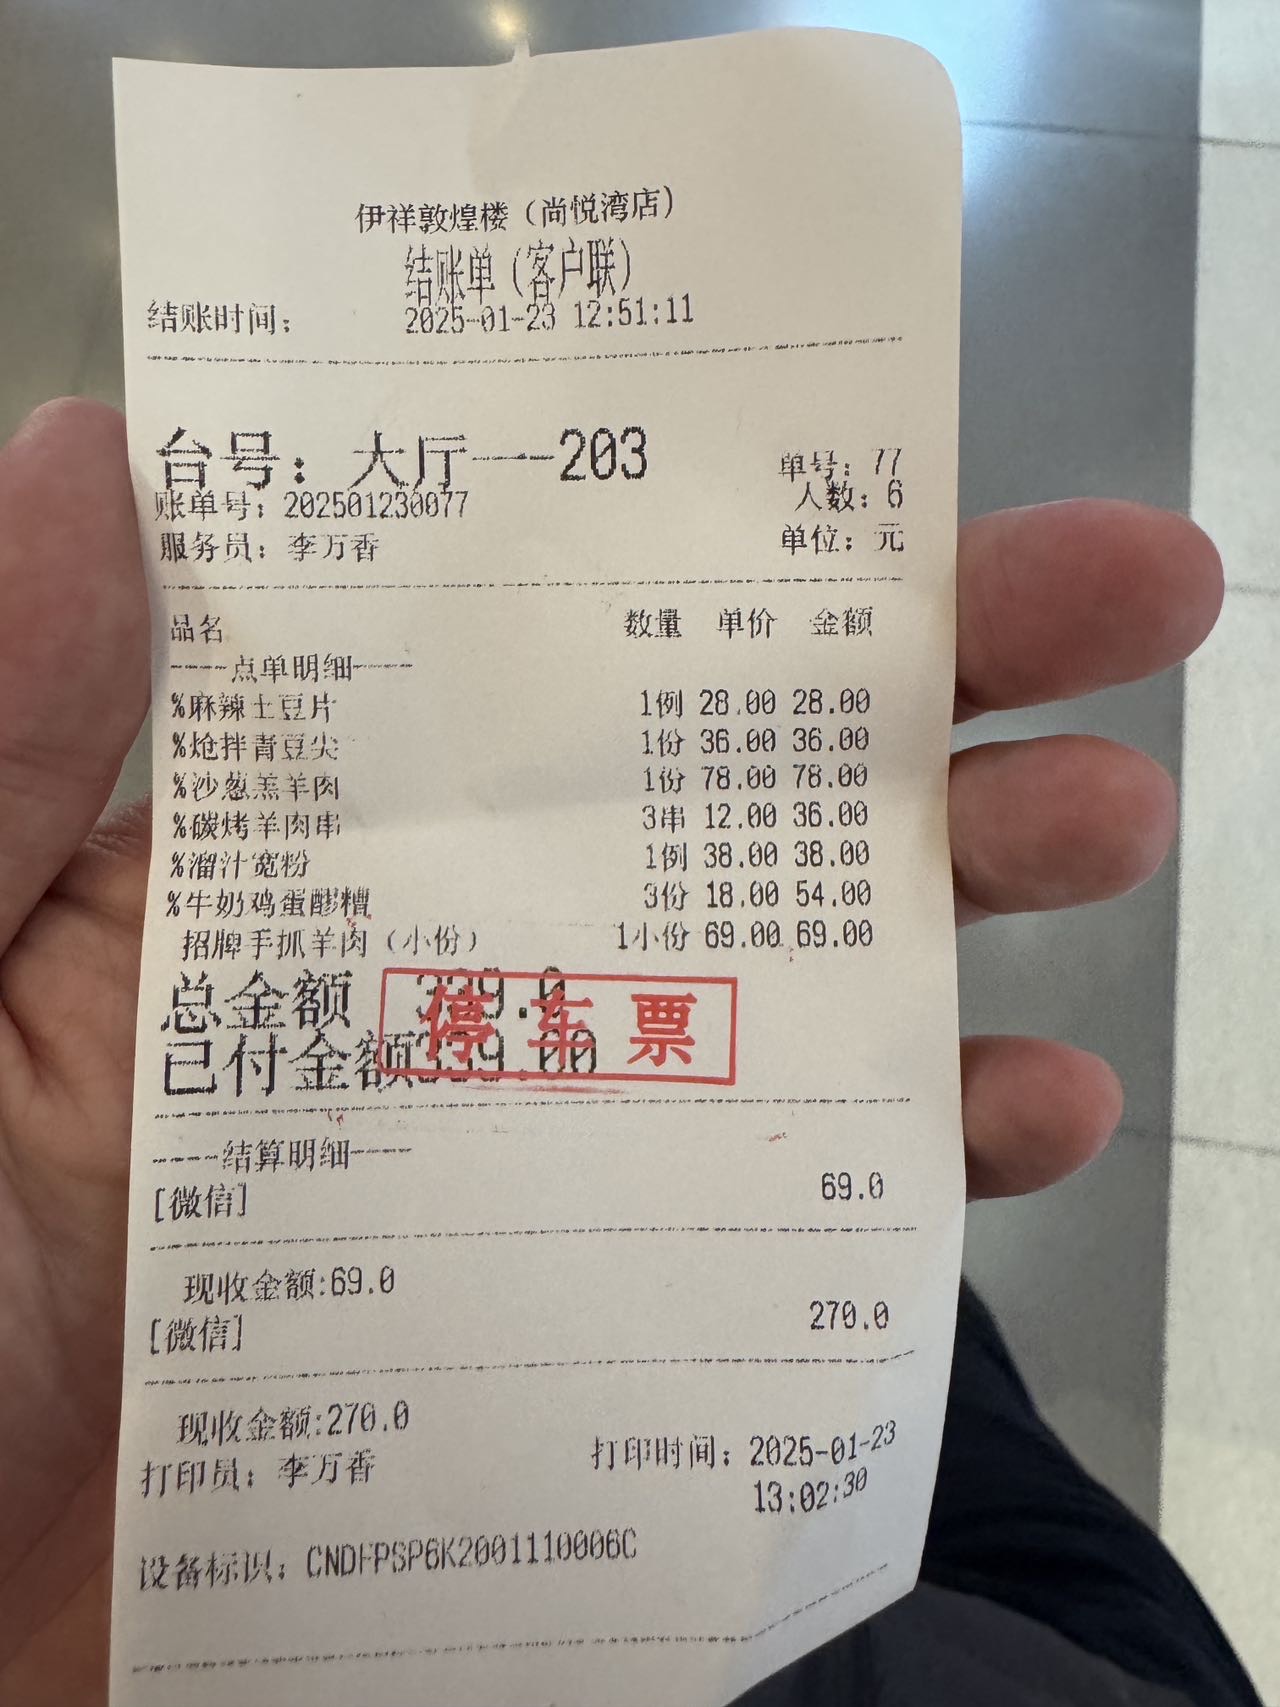 伊祥敦煌楼（尚悦湾店）
结账单（客户联）
结账时间： 2025-01-23 12:51:11
台号：大厅——203
单号：77
账单号：202501230077
人数：6
服务员：李万香
单位：元
品名 数量 单价 金额
----点单明细----
%麻辣土豆片 1例 28.00 28.00
%炝拌青豆尖 1份 36.00 36.00
%沙葱羔羊肉 1份 78.00 78.00
%碳烤羊肉串 3串 12.00 36.00
%溜汁宽粉 1例 38.00 38.00
%牛奶鸡蛋醪糟 3份 18.00 54.00
招牌手抓羊肉（小份） 1小份 69.00 69.00
总金额 339.0
停车票
已付金额339.00
----结算明细----
[微信] 69.0
现收金额:69.0
[微信] 270.0
现收金额:270.0
打印员：李万香 打印时间：2025-01-23
13:02:30
设备标识：CNDFPSP6K2001110006C